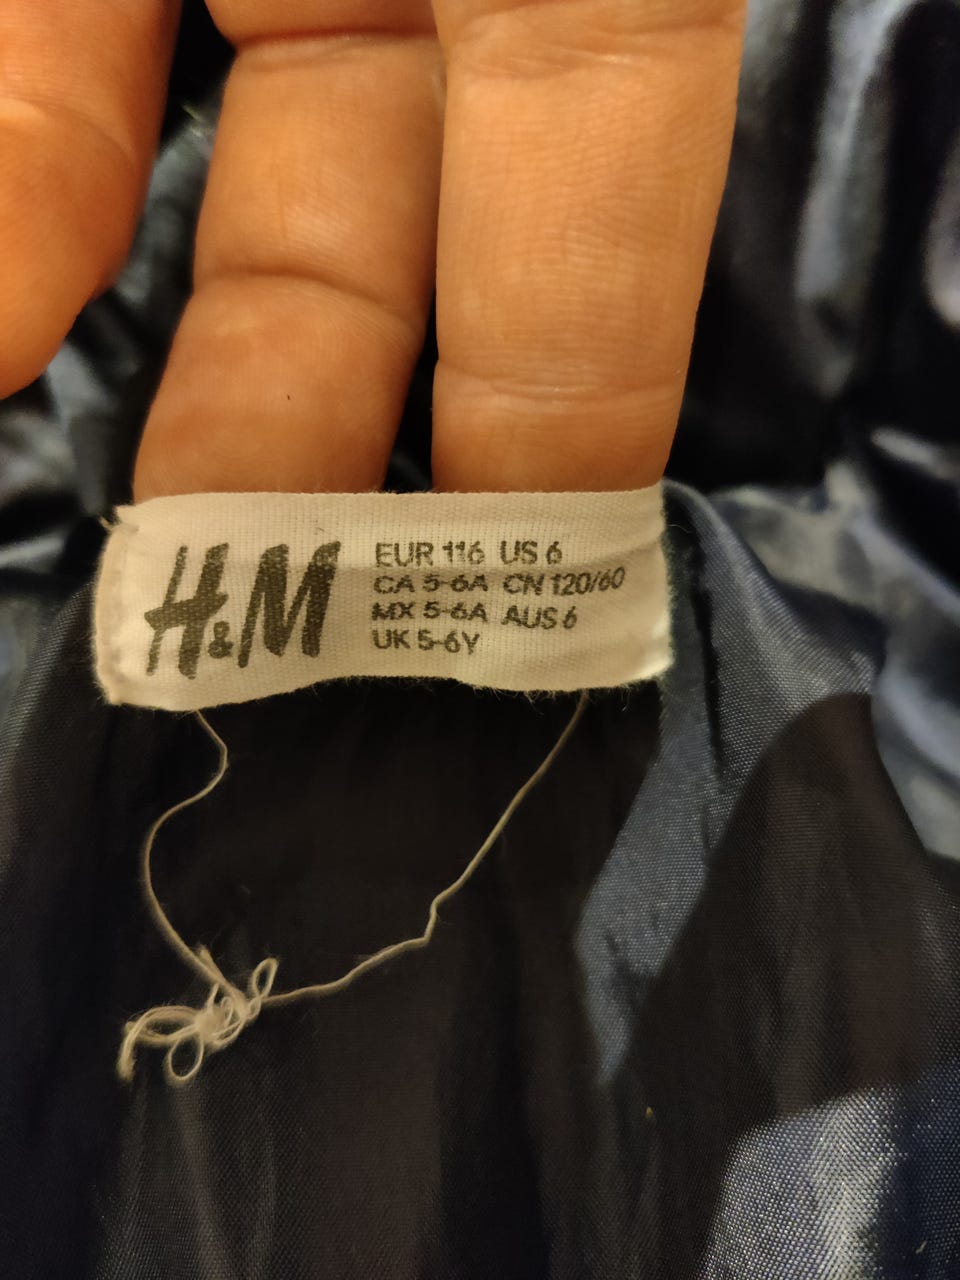 H&M
EUR 116 US 6
CA 5-6A CN 120/60
MX 5-6A AUS 6
UK 5-6Y